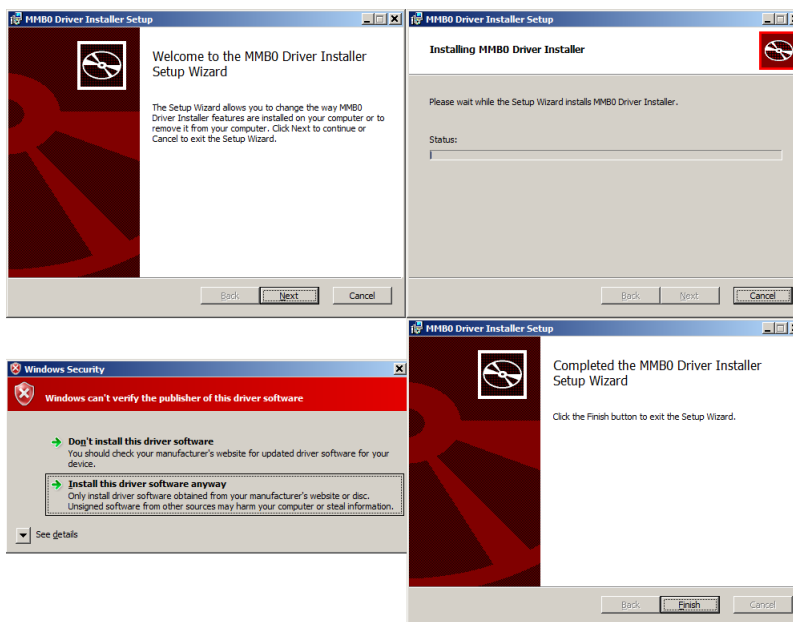 MMB0 Driver Installer Setup
Welcome to the MMB0 Driver Installer
Setup Wizard
The Setup Wizard allows you to change the way MMB0
Driver Installer features are installed on your computer or to
remove it from your computer. Click Next to continue or
Cancel to exit the Setup Wizard.
Back Next Cancel
MMB0 Driver Installer Setup
Installing MMB0 Driver Installer
Please wait while the Setup Wizard installs MMB0 Driver Installer.
Status:
Back Next Cancel
Windows Security
Windows can't verify the publisher of this driver software
Don't install this driver software
You should check your manufacturer's website for updated driver software for your
device.
Install this driver software anyway
Only install driver software obtained from your manufacturer's website or disc.
Unsigned software from other sources may harm your computer or steal information.
See details
MMB0 Driver Installer Setup
Completed the MMB0 Driver Installer
Setup Wizard
Click the Finish button to exit the Setup Wizard.
Back Finish Cancel